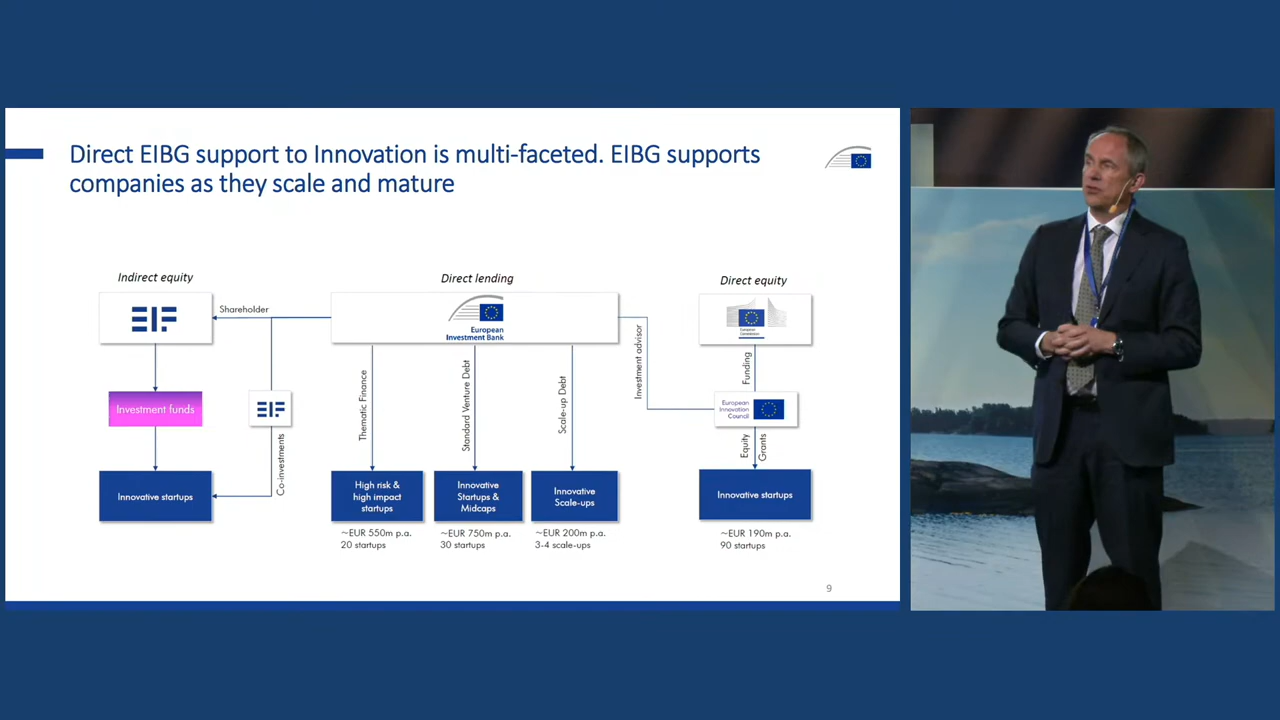 Direct EIBG support to Innovation is multi-faceted. EIBG supports
companies as they scale and mature
Indirect equity
Direct lending
Direct equity
EIF
Shareholder
European
Investment Bank
European
Commission
Investment advisor
Funding
Investment funds
EIF
Thematic Finance
Standard Venture Debt
Scale-up Debt
European
Innovation
Council
Co-investments
Equity
Grants
Innovative startups
High risk &
high impact
startups
Innovative
Startups &
Midcaps
Innovative
Scale-ups
Innovative startups
~EUR 550m p.a.
20 startups
~EUR 750m p.a.
30 startups
~EUR 200m p.a.
3-4 scale-ups
~EUR 190m p.a.
90 startups
9